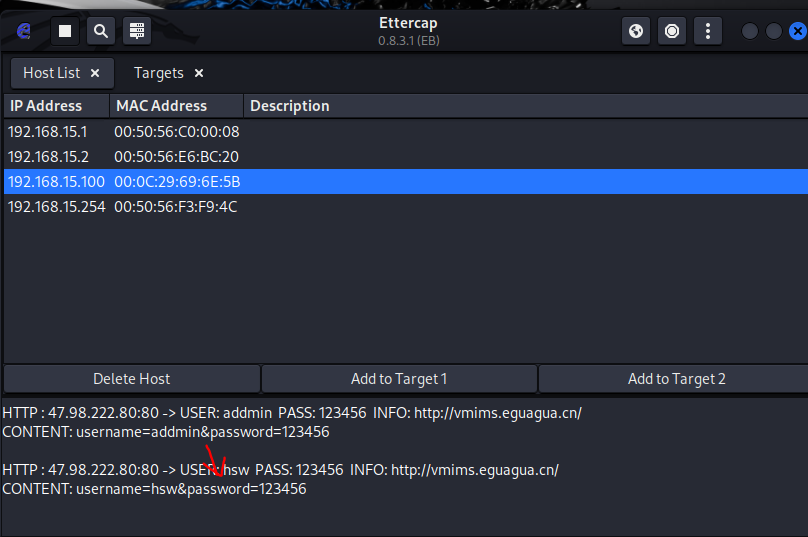 Ettercap
0.8.3.1 (EB)
Host List
Targets
IP Address MAC Address Description
192.168.15.1 00:50:56:C0:00:08
192.168.15.2 00:50:56:E6:BC:20
192.168.15.100 00:0C:29:69:6E:5B
192.168.15.254 00:50:56:F3:F9:4C
Delete Host Add to Target 1 Add to Target 2
HTTP : 47.98.222.80:80 -> USER: addmin PASS: 123456 INFO: http://vmims.eguagua.cn/
CONTENT: username=addmin&password=123456
HTTP : 47.98.222.80:80 -> USER: hsw PASS: 123456 INFO: http://vmims.eguagua.cn/
CONTENT: username=hsw&password=123456